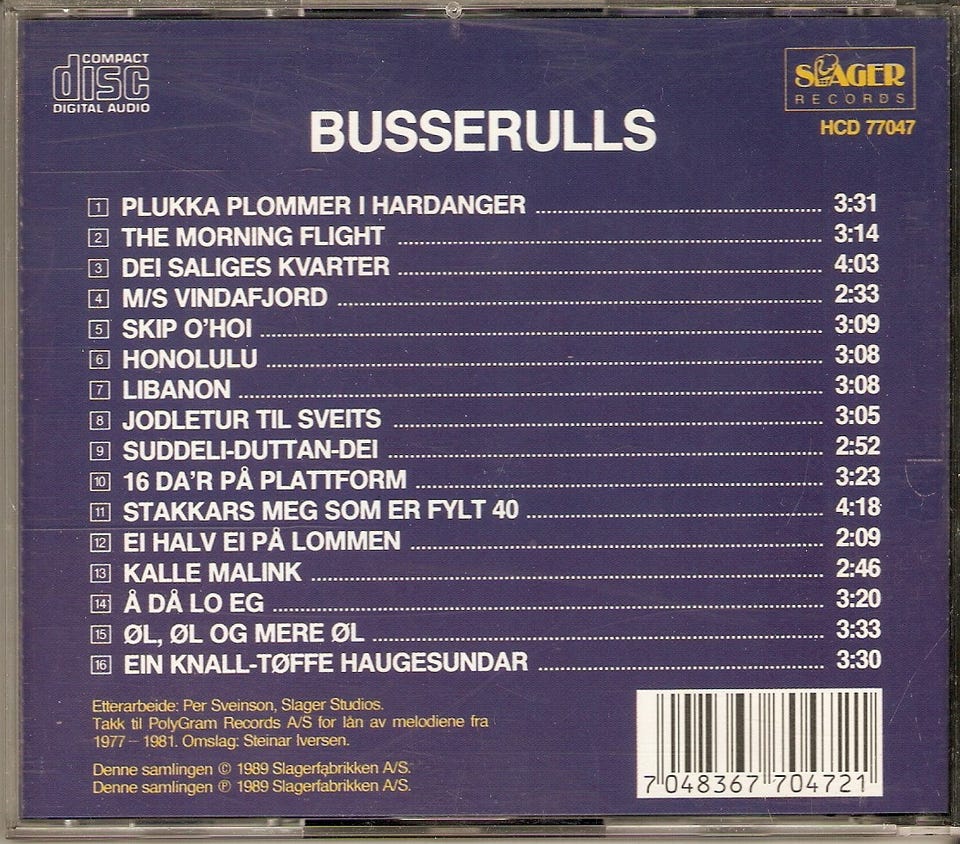 COMPACT
disc
DIGITAL AUDIO
SLAGER
RECORDS
HCD 77047
BUSSERULLS
1 PLUKKA PLOMMER I HARDANGER 3:31
2 THE MORNING FLIGHT 3:14
3 DEI SALIGES KVARTER 4:03
4 M/S VINDAFJORD 2:33
5 SKIP O'HOI 3:09
6 HONOLULU 3:08
7 LIBANON 3:08
8 JODLETUR TIL SVEITS 3:05
9 SUDDELI-DUTTAN-DEI 2:52
10 16 DA'R PÅ PLATTFORM 3:23
11 STAKKARS MEG SOM ER FYLT 40 4:18
12 EI HALV EI PÅ LOMMEN 2:09
13 KALLE MALINK 2:46
14 Å DÅ LO EG 3:20
15 ØL, ØL OG MERE ØL 3:33
16 EIN KNALL-TØFFE HAUGESUNDAR 3:30
Etterarbeide: Per Sveinson, Slager Studios.
Takk til PolyGram Records A/S for lån av melodiene fra
1977 – 1981. Omslag: Steinar Iversen.
Denne samlingen © 1989 Slagerfabrikken A/S.
Denne samlingen ℗ 1989 Slagerfabrikken A/S.
7 048367 704721